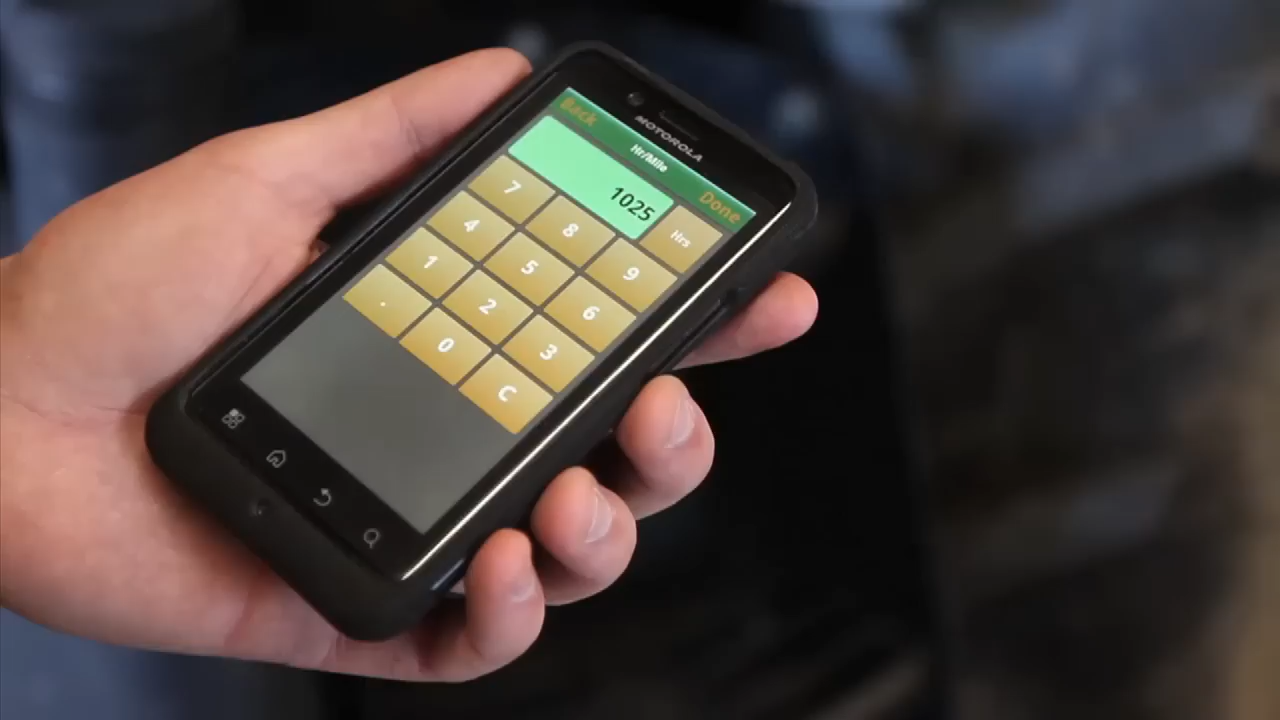 MOTOROLA
Back
Hr/Mile
Done
1025
Hrs
7 8 9
4 5 6
1 2 3
. 0 C